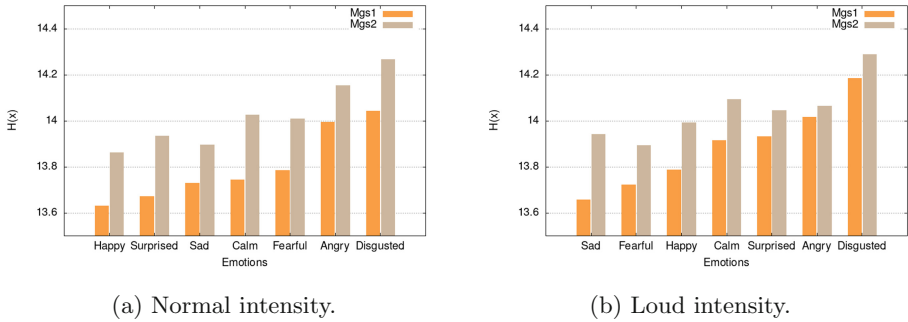 Mgs1
Mgs2
14.4
14.2
14
13.8
13.6
H(x)
Happy Surprised Sad Calm Fearful Angry Disgusted
Emotions
(a) Normal intensity.
Mgs1
Mgs2
14.4
14.2
14
13.8
13.6
H(x)
Sad Fearful Happy Calm Surprised Angry Disgusted
Emotions
(b) Loud intensity.